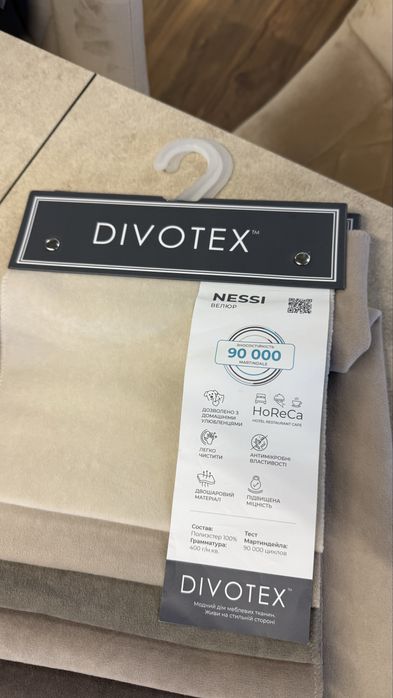 DIVOTEX™
NESSI
ВЕЛЮР
ЗНОСОСТІЙКІСТЬ
90 000
MARTINDALE
ДОЗВОЛЕНО З
ДОМАШНІМИ
УЛЮБЛЕНЦЯМИ
HoReCa
HOTEL RESTAURANT CAFE
ЛЕГКО
ЧИСТИТИ
АНТИМІКРОБНІ
ВЛАСТИВОСТІ
ДВОШАРОВИЙ
МАТЕРІАЛ
ПІДВИЩЕНА
МІЦНІСТЬ
Состав:
Полиэстер 100%
Грамматура:
400 г/м.кв.
Тест
Мартиндейла:
90 000 циклов
DIVOTEX™
Модний дім меблевих тканин.
Живи на стильній стороні